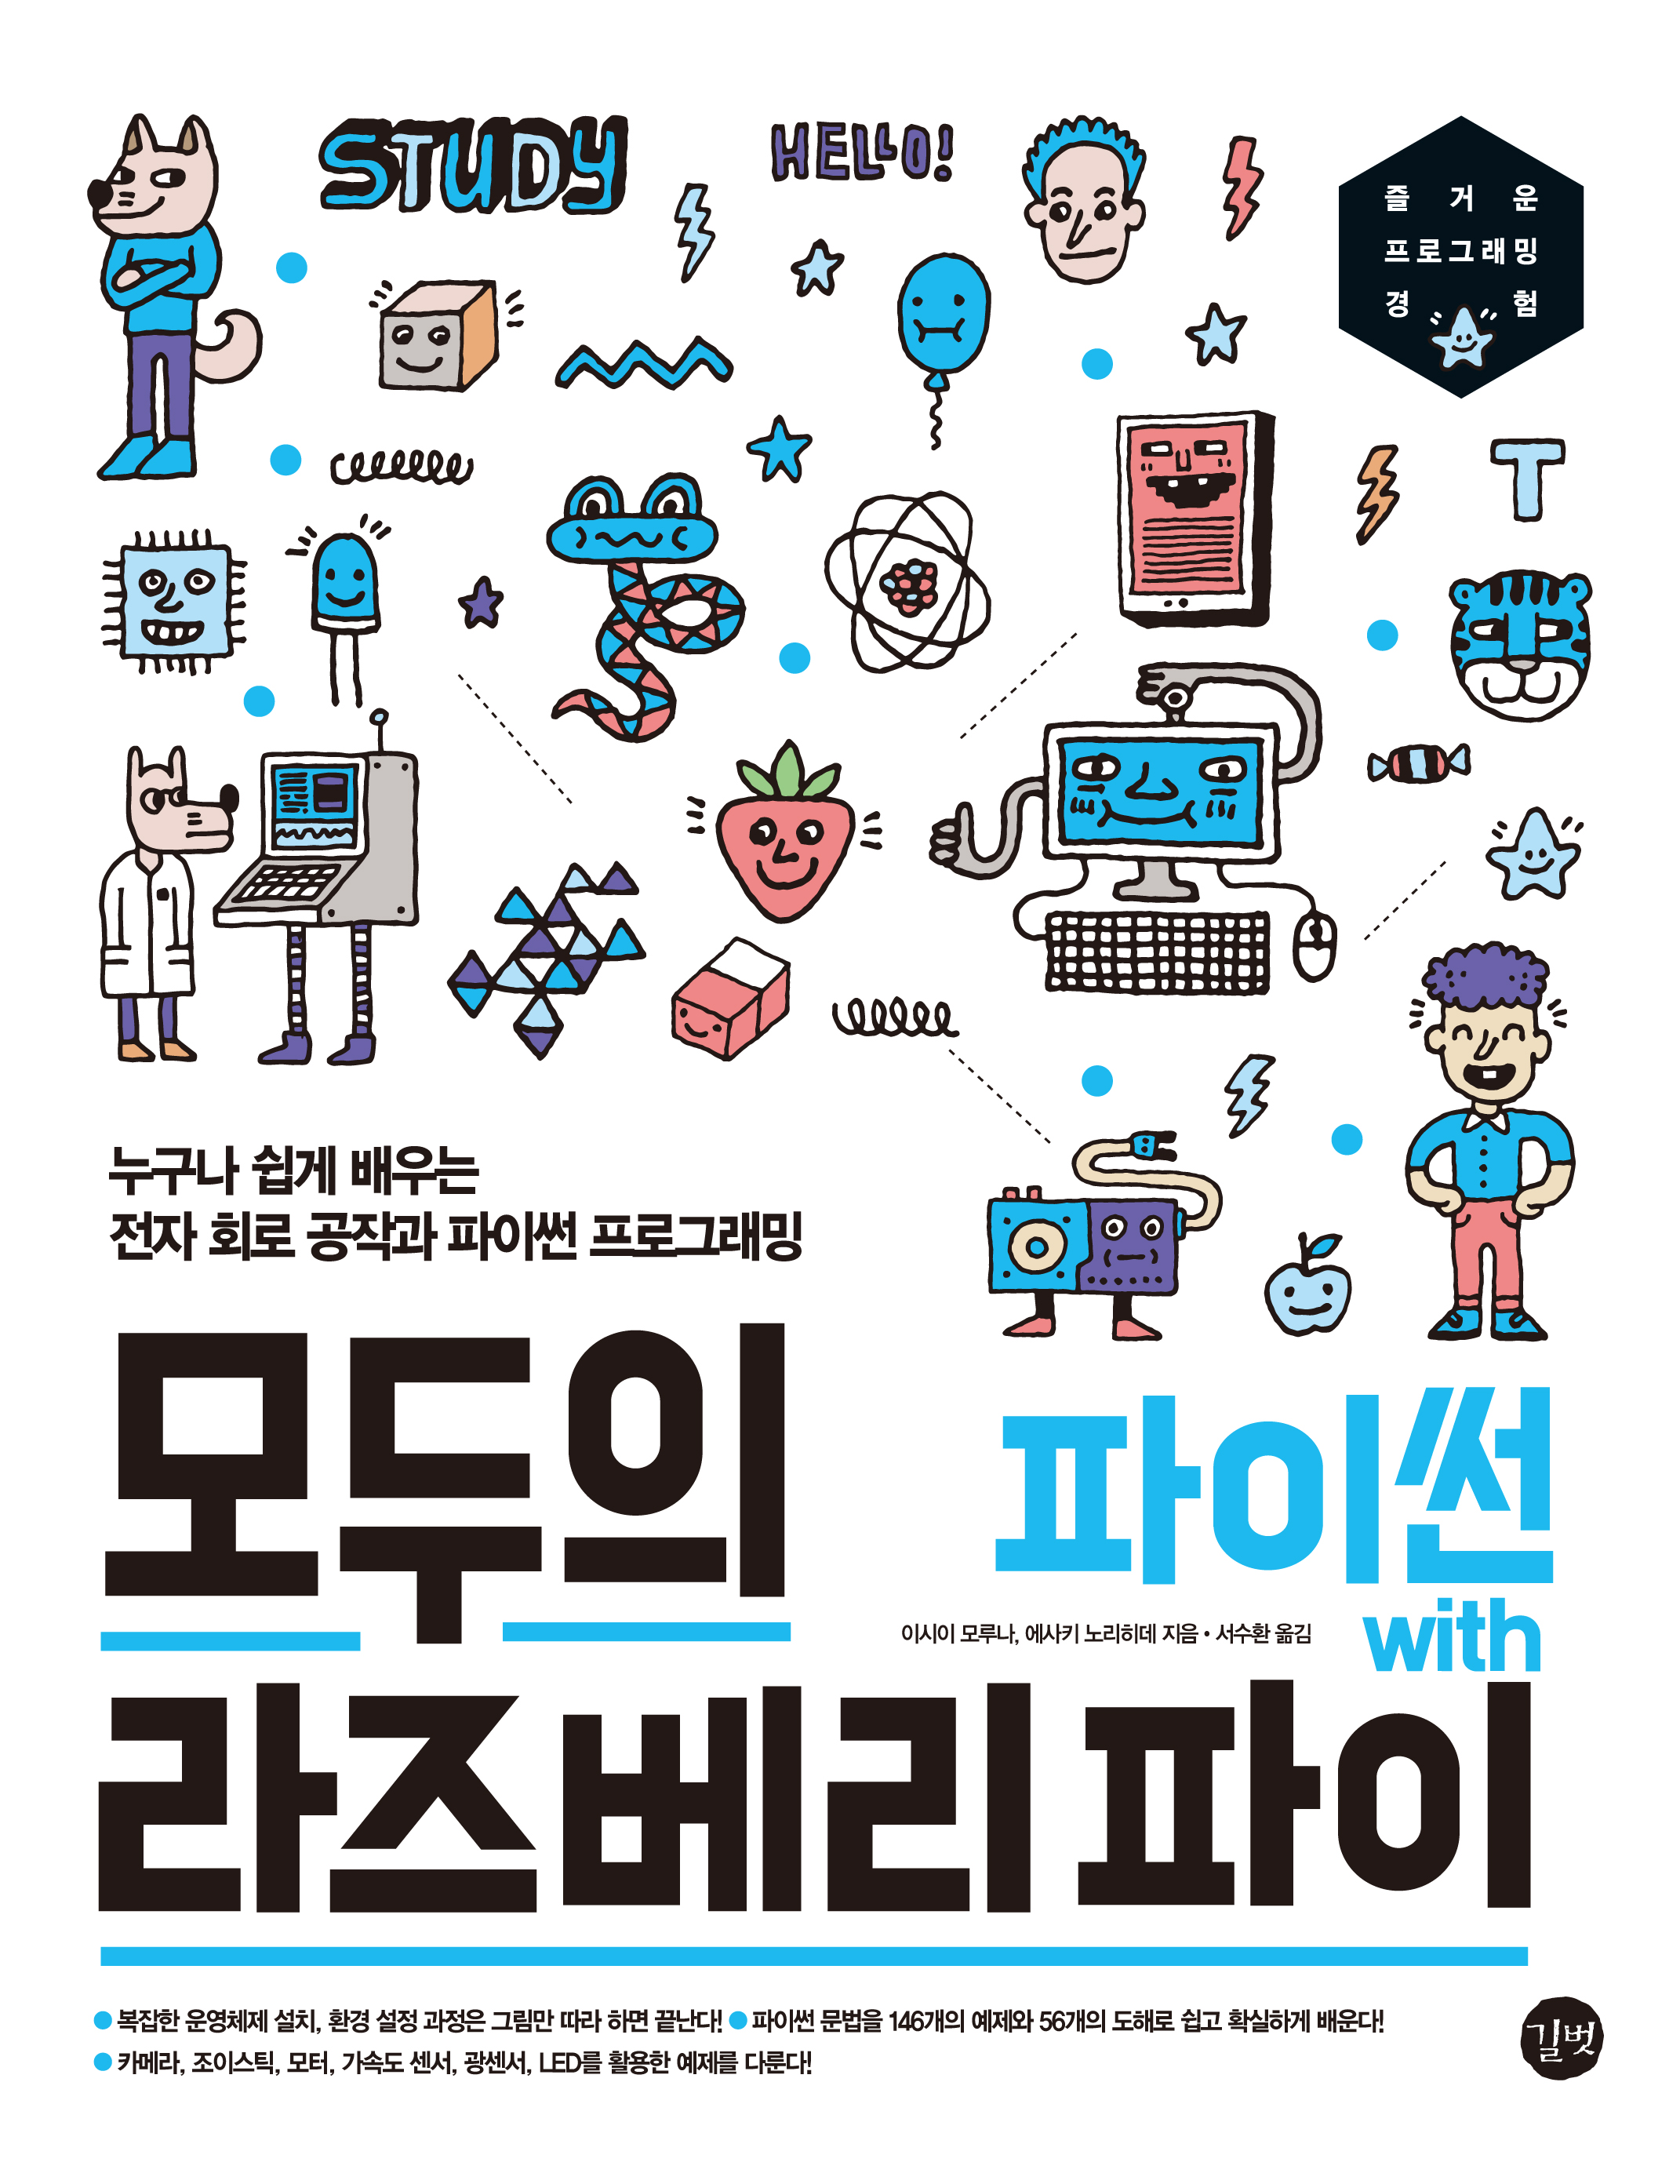 STUDY
HELLO!
즐거운
프로그래밍
경험
T
누구나 쉽게 배우는
전자 회로 공작과 파이썬 프로그래밍
모두의
파이썬
with
이시이 모루나, 에사키 노리히데 지음 • 서수환 옮김
라즈베리 파이
● 복잡한 운영체제 설치, 환경 설정 과정은 그림만 따라 하면 끝난다! ● 파이썬 문법을 146개의 예제와 56개의 도해로 쉽고 확실하게 배운다!
● 카메라, 조이스틱, 모터, 가속도 센서, 광센서, LED를 활용한 예제를 다룬다!
길벗